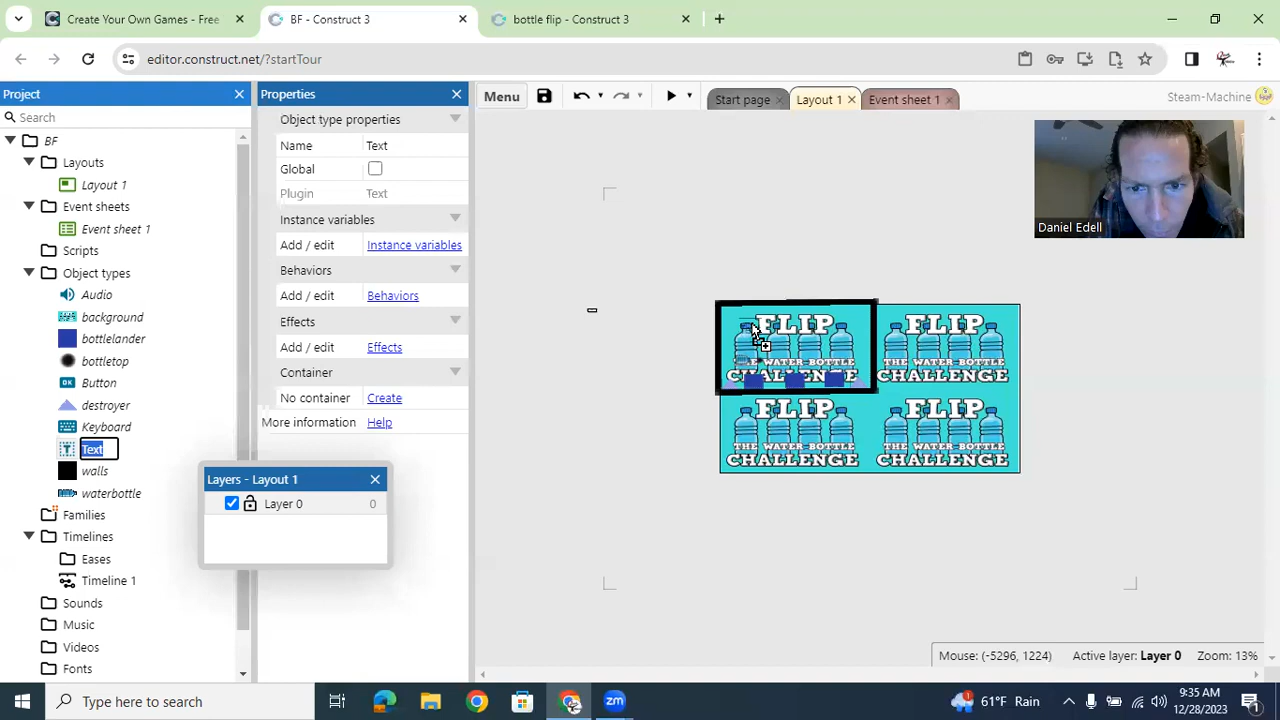 Create Your Own Games - Free
BF - Construct 3
bottle flip - Construct 3
editor.construct.net/?startTour
Project
Properties
Menu
Start page
Layout 1
Event sheet 1
Steam-Machine
Search
BF
Layouts
Layout 1
Event sheets
Event sheet 1
Scripts
Object types
Audio
background
bottlelander
bottletop
Button
destroyer
Keyboard
Text
walls
waterbottle
Families
Timelines
Eases
Timeline 1
Sounds
Music
Videos
Fonts
Object type properties
Name Text
Global
Plugin Text
Instance variables
Add / edit Instance variables
Behaviors
Add / edit Behaviors
Effects
Add / edit Effects
Container
No container Create
More information Help
Layers - Layout 1
Layer 0 0
Daniel Edell
FLIP
THE WATER BOTTLE
CHALLENGE
FLIP
THE WATER BOTTLE
CHALLENGE
FLIP
THE WATER BOTTLE
CHALLENGE
FLIP
THE WATER BOTTLE
CHALLENGE
Mouse: (-5296, 1224) Active layer: Layer 0 Zoom: 13%
Type here to search
zm
61°F Rain
9:35 AM
12/28/2023
1